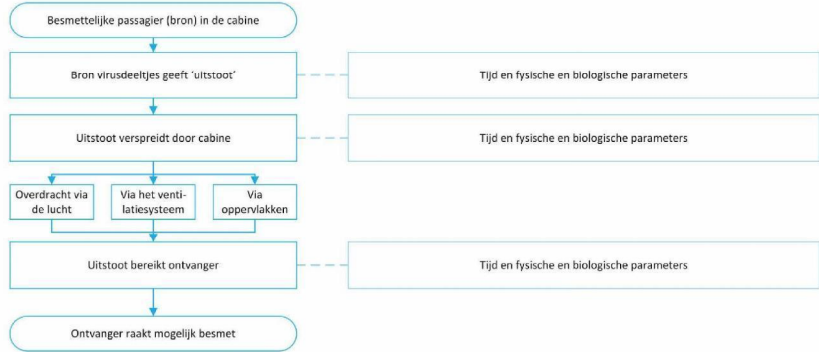 Besmettelijke passagier (bron) in de cabine
Bron virusdeeltjes geeft ‘uitstoot’
Tijd en fysische en biologische parameters
Uitstoot verspreidt door cabine
Tijd en fysische en biologische parameters
Overdracht via
de lucht
Via het venti-
latiesysteem
Via
oppervlakken
Uitstoot bereikt ontvanger
Tijd en fysische en biologische parameters
Ontvanger raakt mogelijk besmet